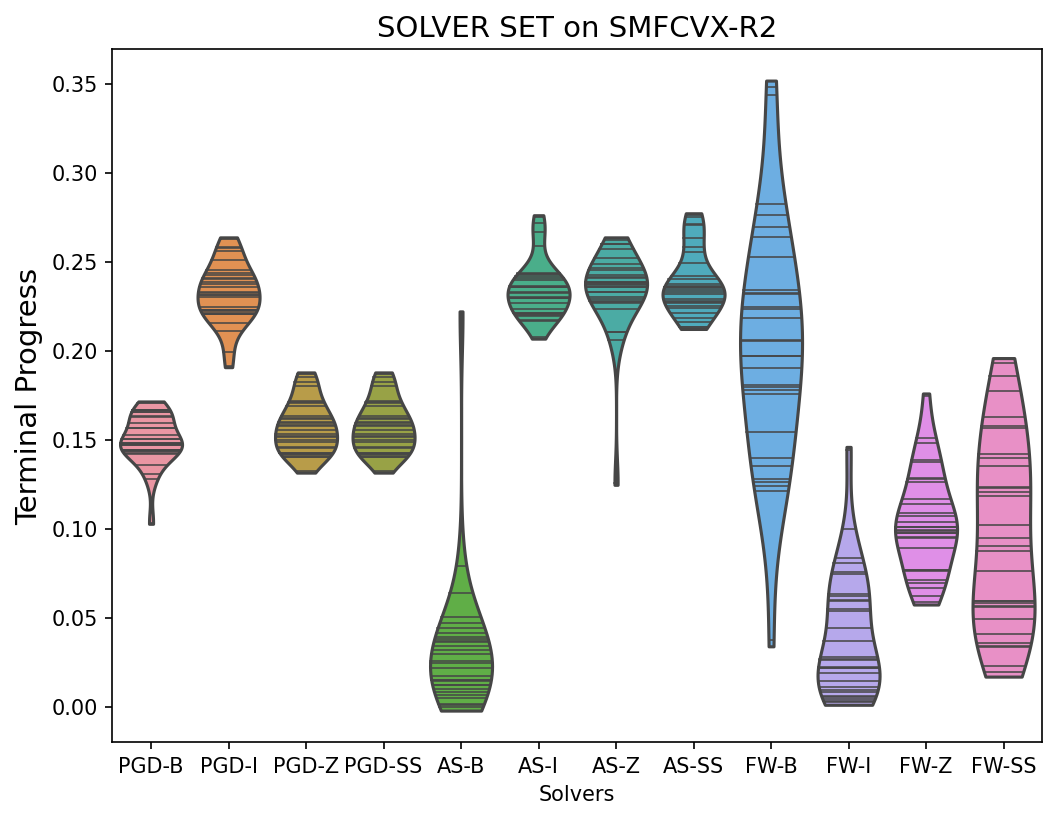 SOLVER SET on SMFCVX-R2
Terminal Progress
0.35
0.30
0.25
0.20
0.15
0.10
0.05
0.00
PGD-B PGD-I PGD-Z PGD-SS AS-B AS-I AS-Z AS-SS FW-B FW-I FW-Z FW-SS
Solvers